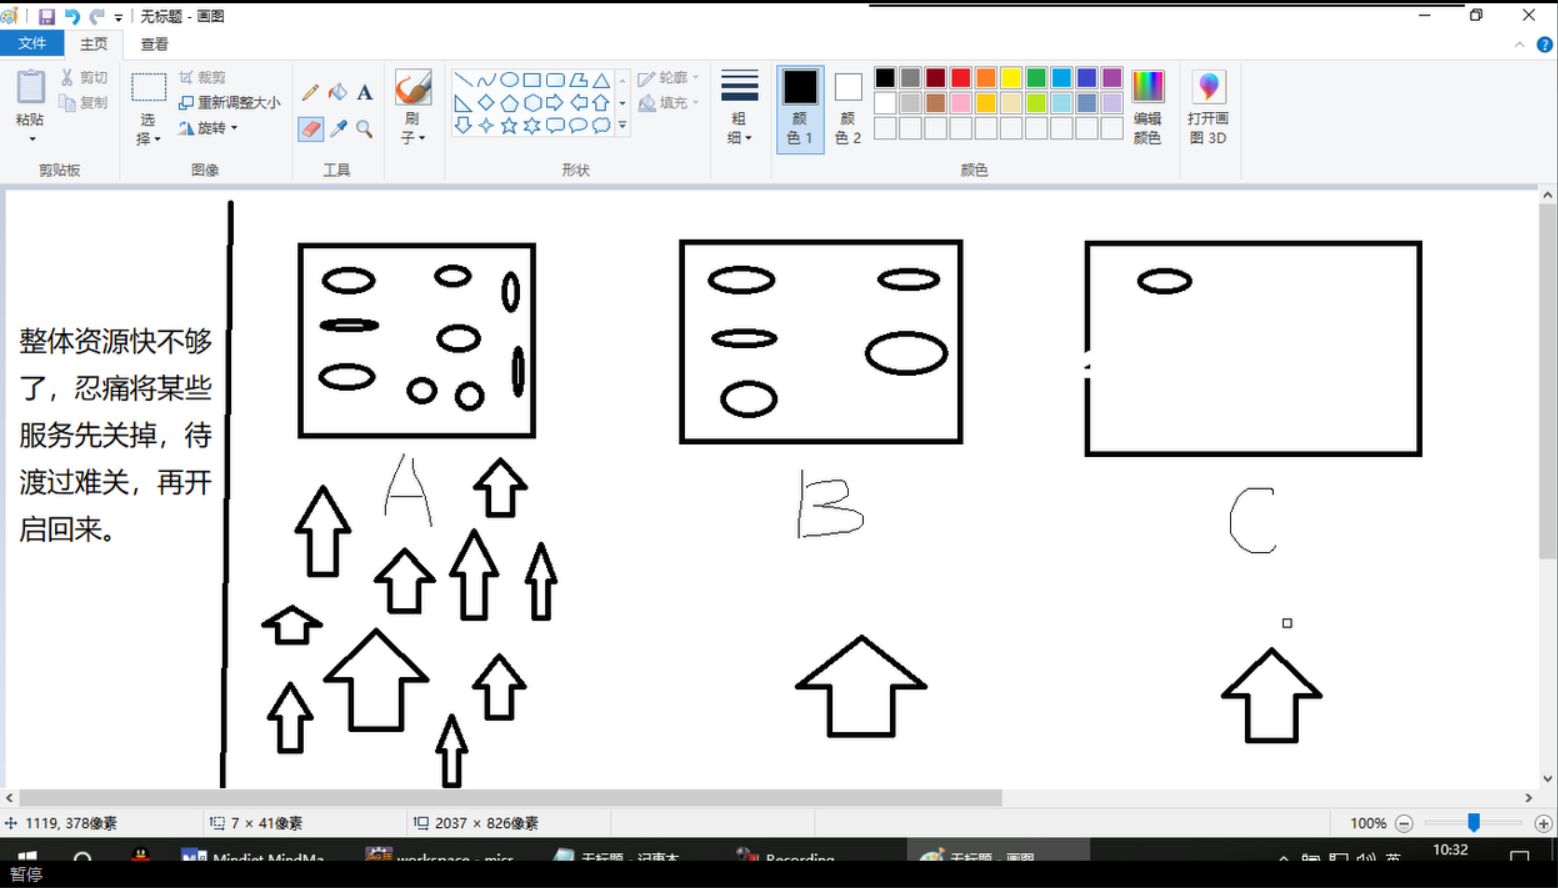 无标题 - 画图
文件
主页
查看
粘贴
剪切
复制
剪贴板
选
择
裁剪
重新调整大小
旋转
图像
A
工具
刷
子
形状
轮廓
填充
粗
细
颜
色 1
颜
色 2
颜色
编辑
颜色
打开画
图 3D
整体资源快不够
了，忍痛将某些
服务先关掉，待
渡过难关，再开
启回来。
A
B
C
1119, 378像素
7 × 41像素
2037 × 826像素
100%
Mindjet MindMa
workspace - micr
无标题 - 记事本
Recording
无标题 - 画图
英
10:32
暂停